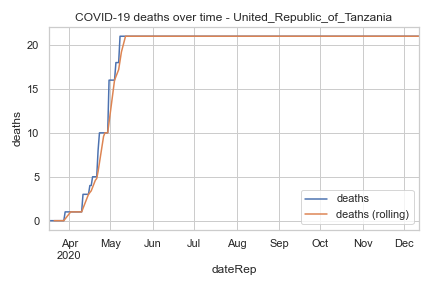 COVID-19 deaths over time - United_Republic_of_Tanzania
deaths
20
15
10
5
0
deaths
deaths (rolling)
Apr
2020
May
Jun
Jul
Aug
Sep
Oct
Nov
Dec
dateRep